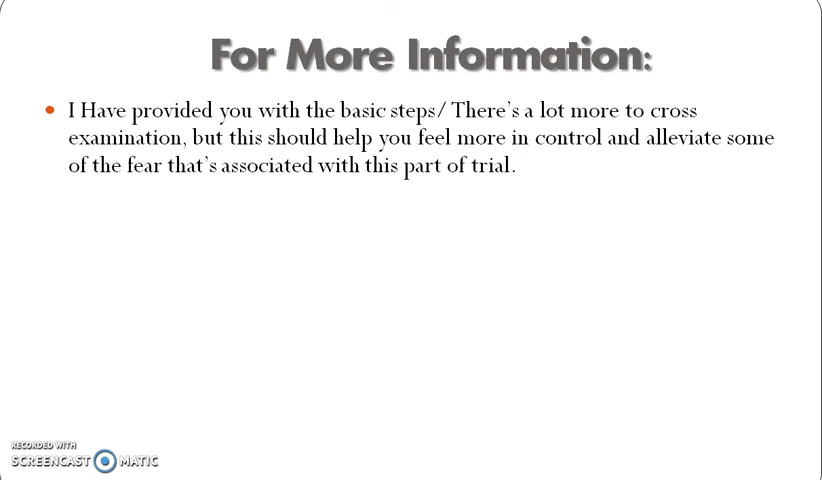 For More Information:
I Have provided you with the basic steps/ There's a lot more to cross
examination, but this should help you feel more in control and alleviate some
of the fear that's associated with this part of trial.
RECORDED WITH
SCREENCAST MATIC